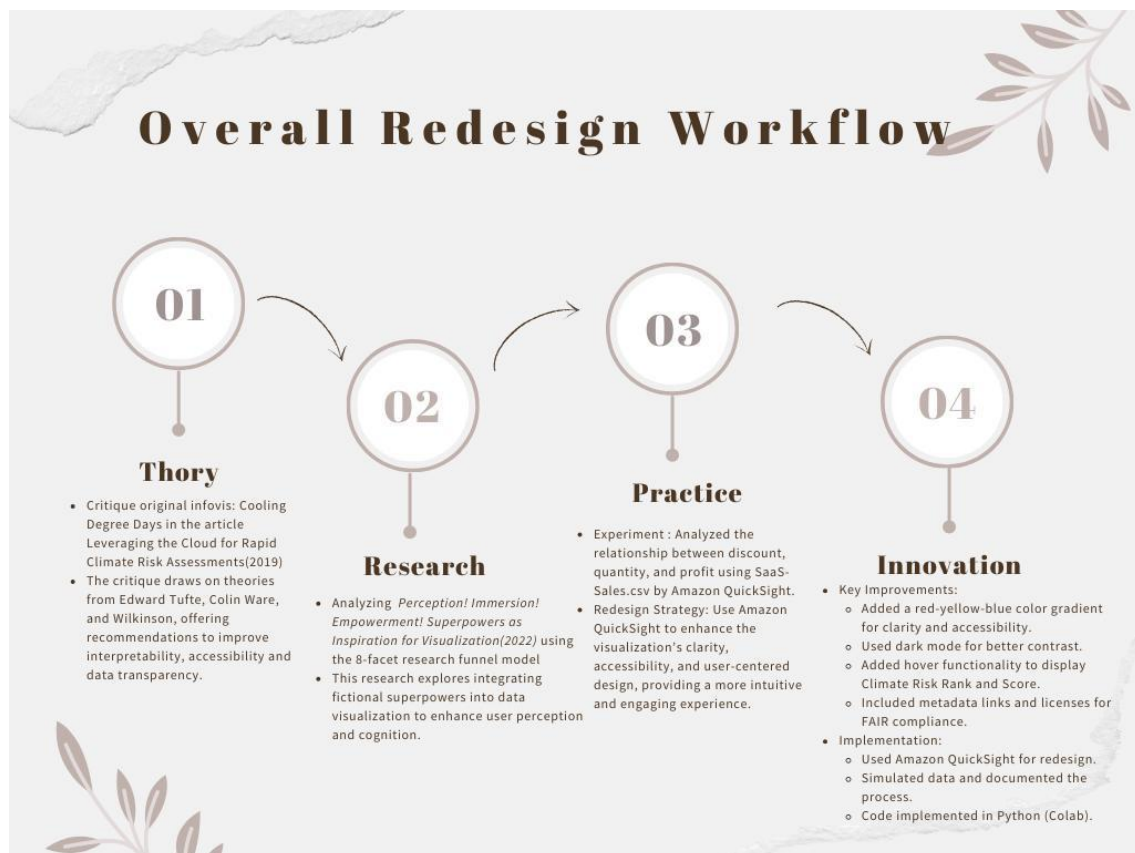 Overall Redesign Workflow
01
Thory
• Critique original infovis: Cooling
Degree Days in the article
Leveraging the Cloud for Rapid
Climate Risk Assessments(2019)
• The critique draws on theories
from Edward Tufte, Colin Ware,
and Wilkinson, offering
recommendations to improve
interpretability, accessibility and
data transparency.
02
Research
• Analyzing Perception! Immersion!
Empowerment! Superpowers as
Inspiration for Visualization(2022) using
the 8-facet research funnel model
• This research explores integrating
fictional superpowers into data
visualization to enhance user perception
and cognition.
03
Practice
• Experiment : Analyzed the
relationship between discount,
quantity, and profit using SaaS-
Sales.csv by Amazon QuickSight.
• Redesign Strategy: Use Amazon
QuickSight to enhance the
visualization's clarity,
accessibility, and user-centered
design, providing a more intuitive
and engaging experience.
04
Innovation
• Key Improvements:
◦ Added a red-yellow-blue color gradient
for clarity and accessibility.
◦ Used dark mode for better contrast.
◦ Added hover functionality to display
Climate Risk Rank and Score.
◦ Included metadata links and licenses for
FAIR compliance.
• Implementation:
◦ Used Amazon QuickSight for redesign.
◦ Simulated data and documented the
process.
◦ Code implemented in Python (Colab).